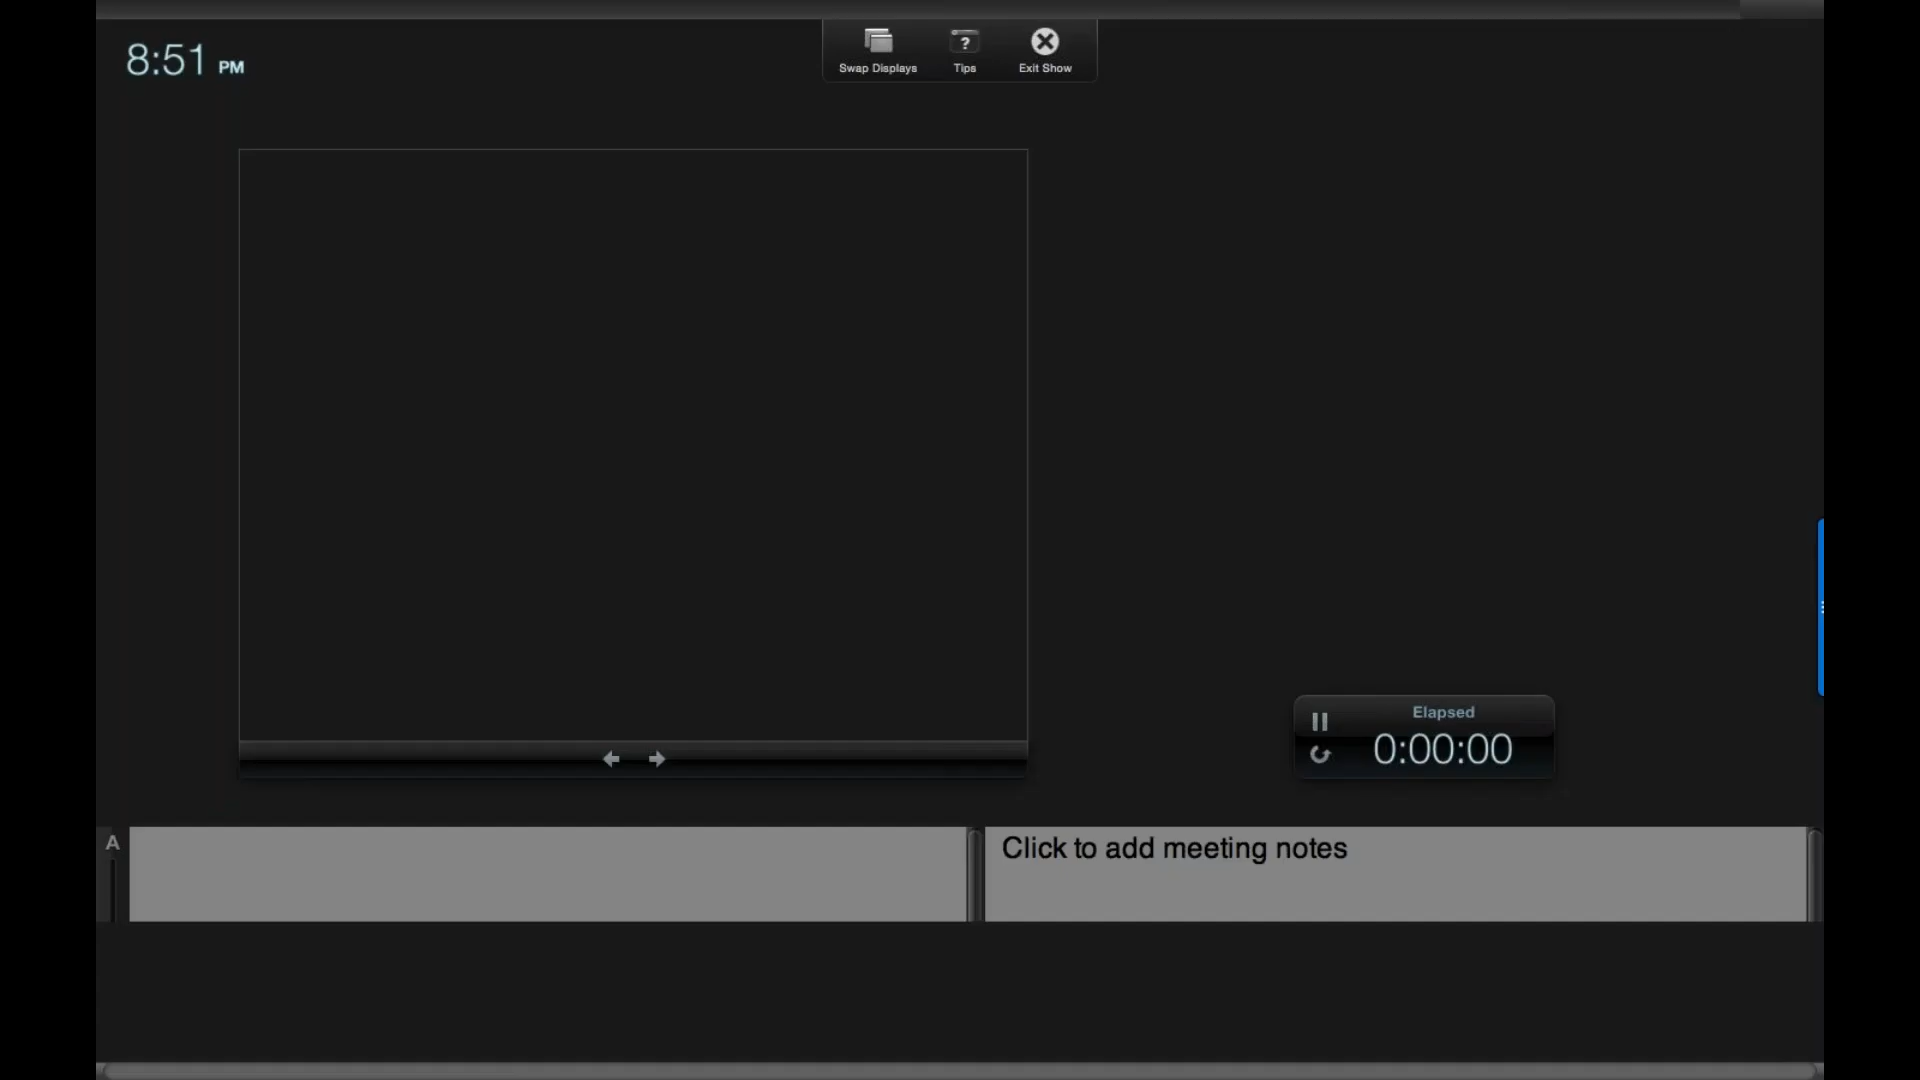 8:51 PM
Swap Displays
Tips
Exit Show
Elapsed
0:00:00
A
Click to add meeting notes